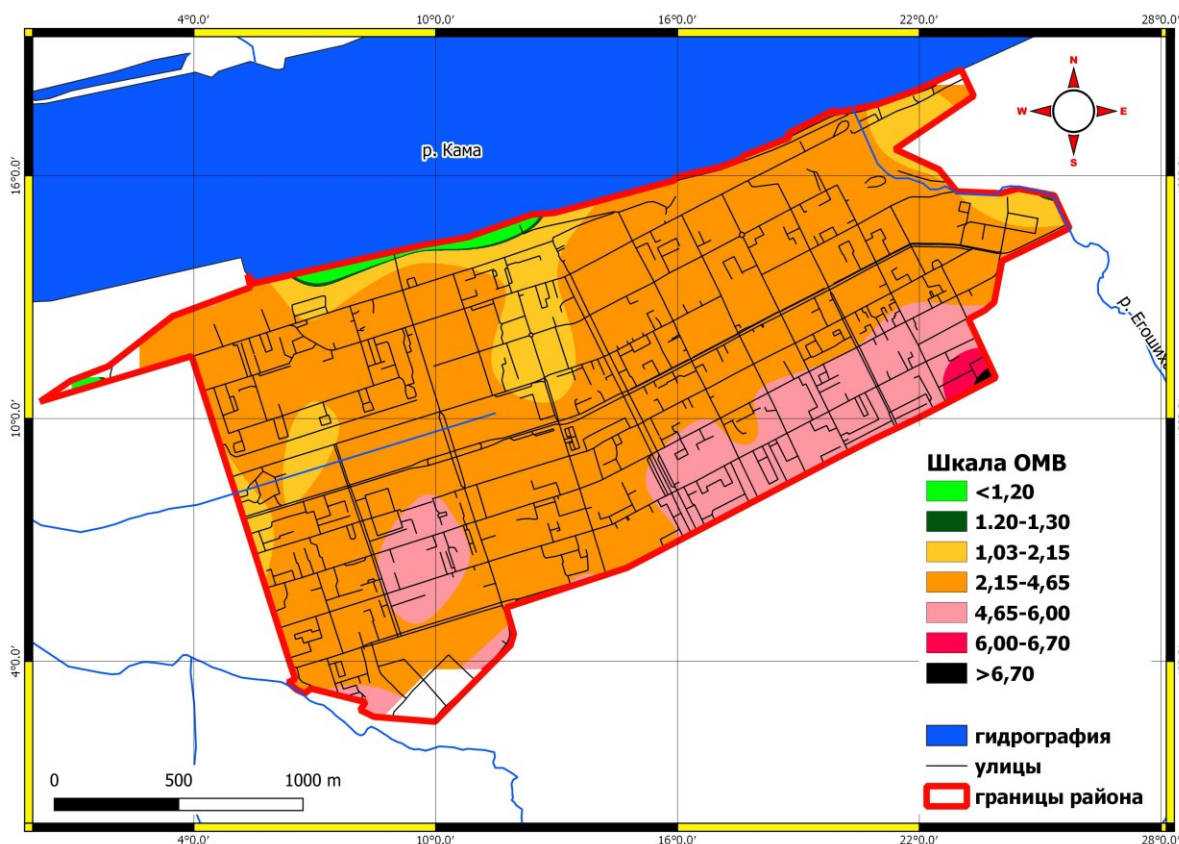 4°0.0′ 10°0.0′ 16°0.0′ 22°0.0′ 28°0.0′
N
W E
S
р. Кама
16°0.0′
р. Егошиха
10°0.0′
Шкала ОМВ
<1,20
1.20-1,30
1,03-2,15
2,15-4,65
4,65-6,00
6,00-6,70
>6,70
4°0.0′
гидрография
улицы
границы района
0 500 1000 m
4°0.0′ 10°0.0′ 16°0.0′ 22°0.0′ 28°0.0′